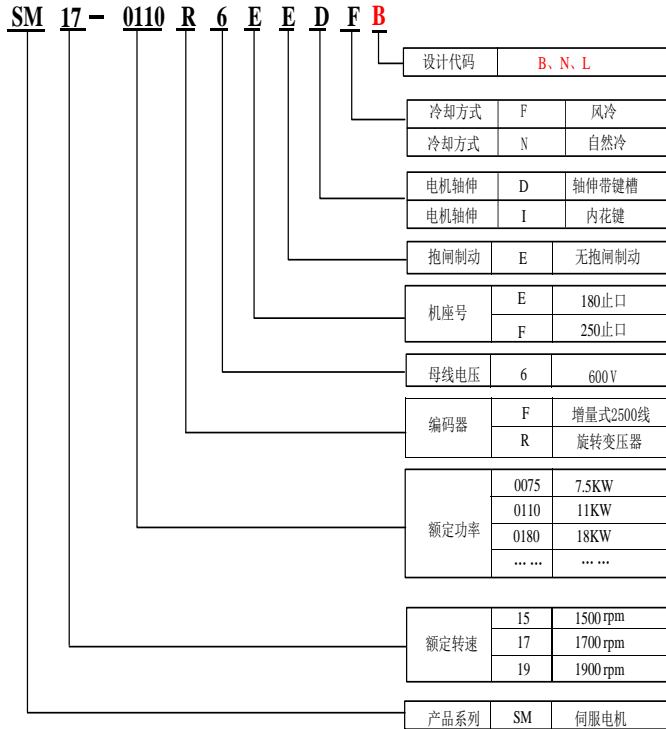 SM 17- 0110 R 6 E E D F B
设计代码 B、N、L
冷却方式 F 风冷
冷却方式 N 自然冷
电机轴伸 D 轴伸带键槽
电机轴伸 I 内花键
抱闸制动 E 无抱闸制动
机座号 E 180止口
F 250止口
母线电压 6 600V
编码器 F 增量式2500线
R 旋转变压器
额定功率 0075 7.5KW
0110 11KW
0180 18KW
… … … …
额定转速 15 1500 rpm
17 1700 rpm
19 1900 rpm
产品系列 SM 伺服电机